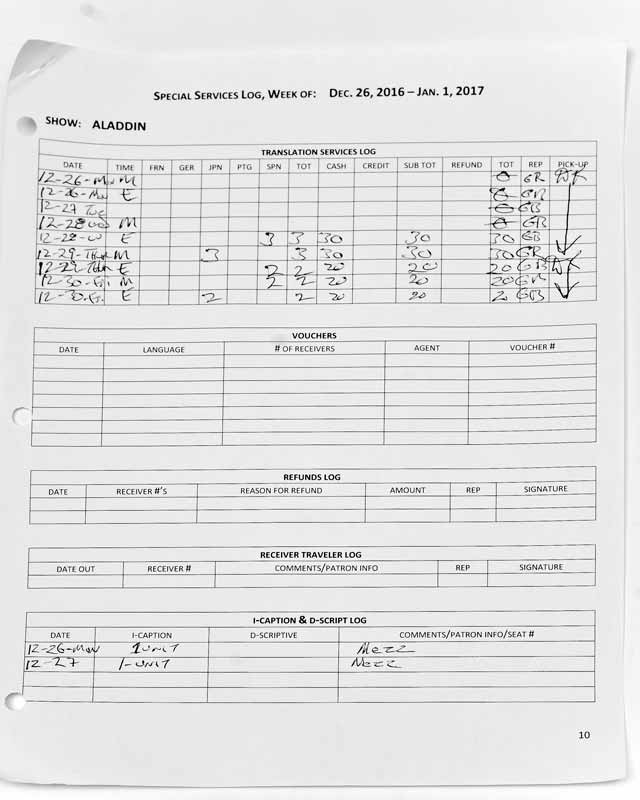 SPECIAL SERVICES LOG, WEEK OF: DEC. 26, 2016 – JAN. 1, 2017
SHOW: ALADDIN
TRANSLATION SERVICES LOG
DATE TIME FRN GER JPN PTG SPN TOT CASH CREDIT SUB TOT REFUND TOT REP PICK-UP
12-26-Mon M 0 GR
12-26-Mon E 0 GB
12-27 Tue 0 GB
12-28 M 0 GB
12-28-W E 3 3 30 30 30 GB
12-29-Thur M 3 3 30 30 30 GR
12-29-Thur E 2 2 20 20 20 GB
12-30-Fri M 2 2 20 20 20 GB
12-30-Fri E 2 2 20 20 2 GB
VOUCHERS
DATE LANGUAGE # OF RECEIVERS AGENT VOUCHER #
REFUNDS LOG
DATE RECEIVER #'S REASON FOR REFUND AMOUNT REP SIGNATURE
RECEIVER TRAVELER LOG
DATE OUT RECEIVER # COMMENTS/PATRON INFO REP SIGNATURE
I-CAPTION & D-SCRIPT LOG
DATE I-CAPTION D-SCRIPTIVE COMMENTS/PATRON INFO/SEAT #
12-26-Mon 1 UNIT Mezz
12-27 1-UNIT Mezz
10